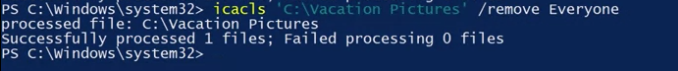 PS C:\Windows\system32> icacls 'C:\Vacation Pictures' /remove Everyone
processed file: C:\Vacation Pictures
Successfully processed 1 files; Failed processing 0 files
PS C:\Windows\system32>